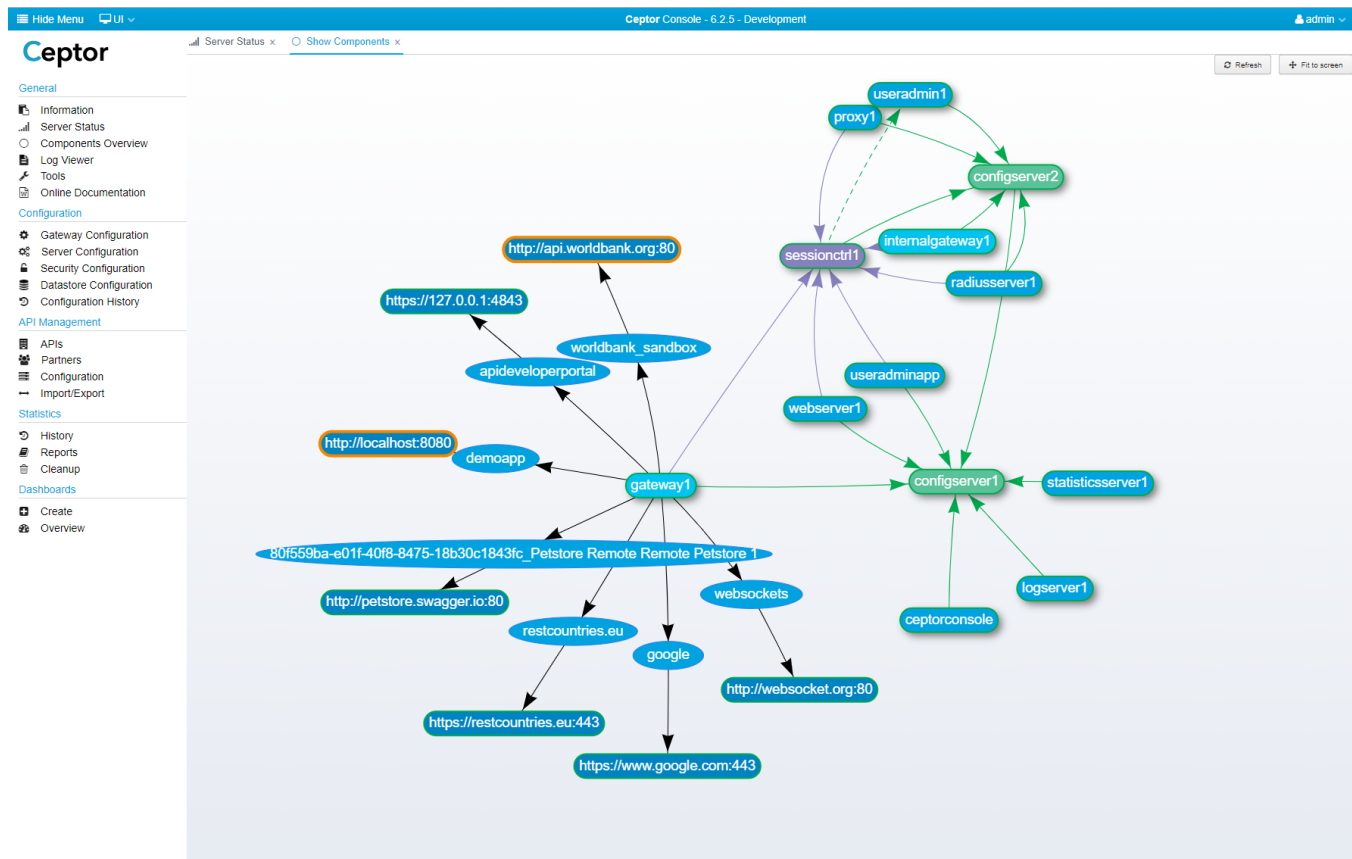 Hide Menu UI Ceptor Console - 6.2.5 - Development admin
Ceptor
Server Status × Show Components ×
Refresh Fit to screen
General
Information
Server Status
Components Overview
Log Viewer
Tools
Online Documentation
Configuration
Gateway Configuration
Server Configuration
Security Configuration
Datastore Configuration
Configuration History
API Management
APIs
Partners
Configuration
Import/Export
Statistics
History
Reports
Cleanup
Dashboards
Create
Overview
useradmin1
proxy1
configserver2
internalgateway1
sessionctrl1
radiusserver1
http://api.worldbank.org:80
https://127.0.0.1:4843
worldbank_sandbox
apideveloperportal
useradminapp
webserver1
http://localhost:8080
demoapp
gateway1
configserver1
statisticsserver1
80f559ba-e01f-40f8-8475-18b30c1843fc_Petstore Remote Remote Petstore 1
websockets
logserver1
http://petstore.swagger.io:80
ceptorconsole
restcountries.eu
google
http://websocket.org:80
https://restcountries.eu:443
https://www.google.com:443